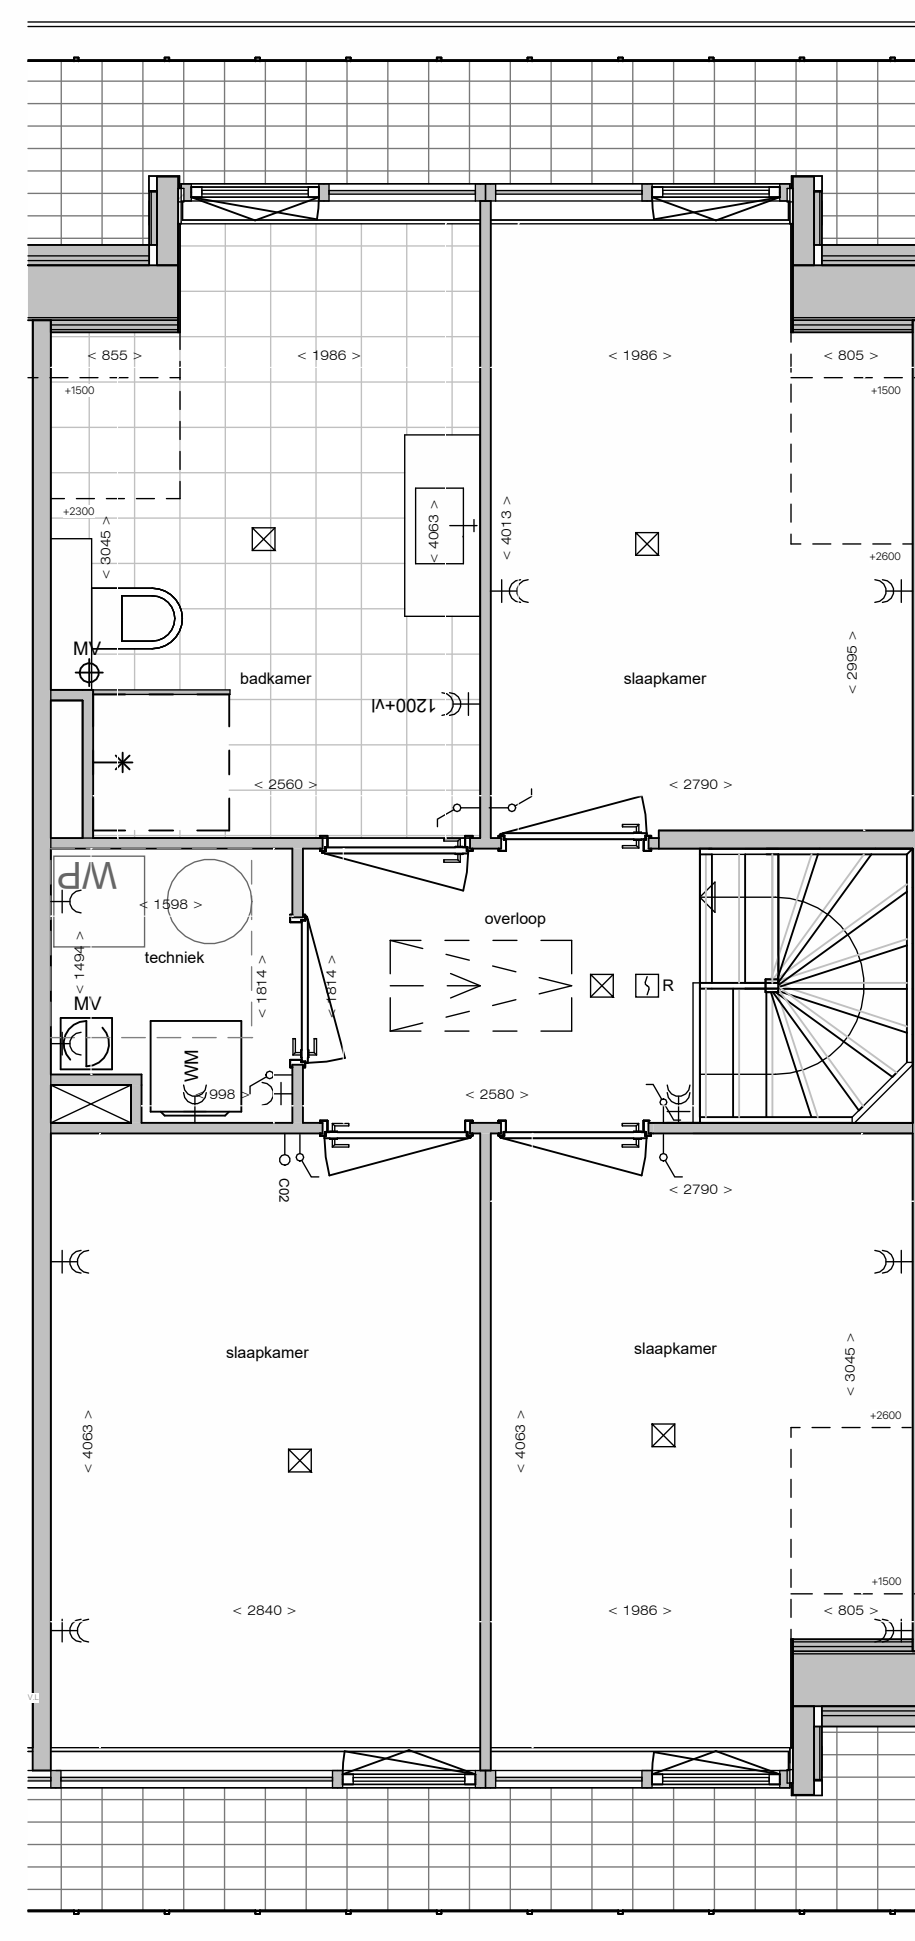 < 855 >
< 1986 >
< 1986 >
< 805 >
+1500
+1500
+2300
< 3045 >
< 4063 >
< 4013 >
+2600
MV
badkamer
slaapkamer
< 2995 >
1200+vl
< 2560 >
< 2790 >
WP
< 1598 >
overloop
techniek
< 1494 >
< 1814 >
< 1814 >
R
MV
WM
< 998 >
< 2580 >
C02
< 2790 >
slaapkamer
slaapkamer
< 3045 >
< 4063 >
< 4063 >
+2600
+1500
< 2840 >
< 1986 >
< 805 >